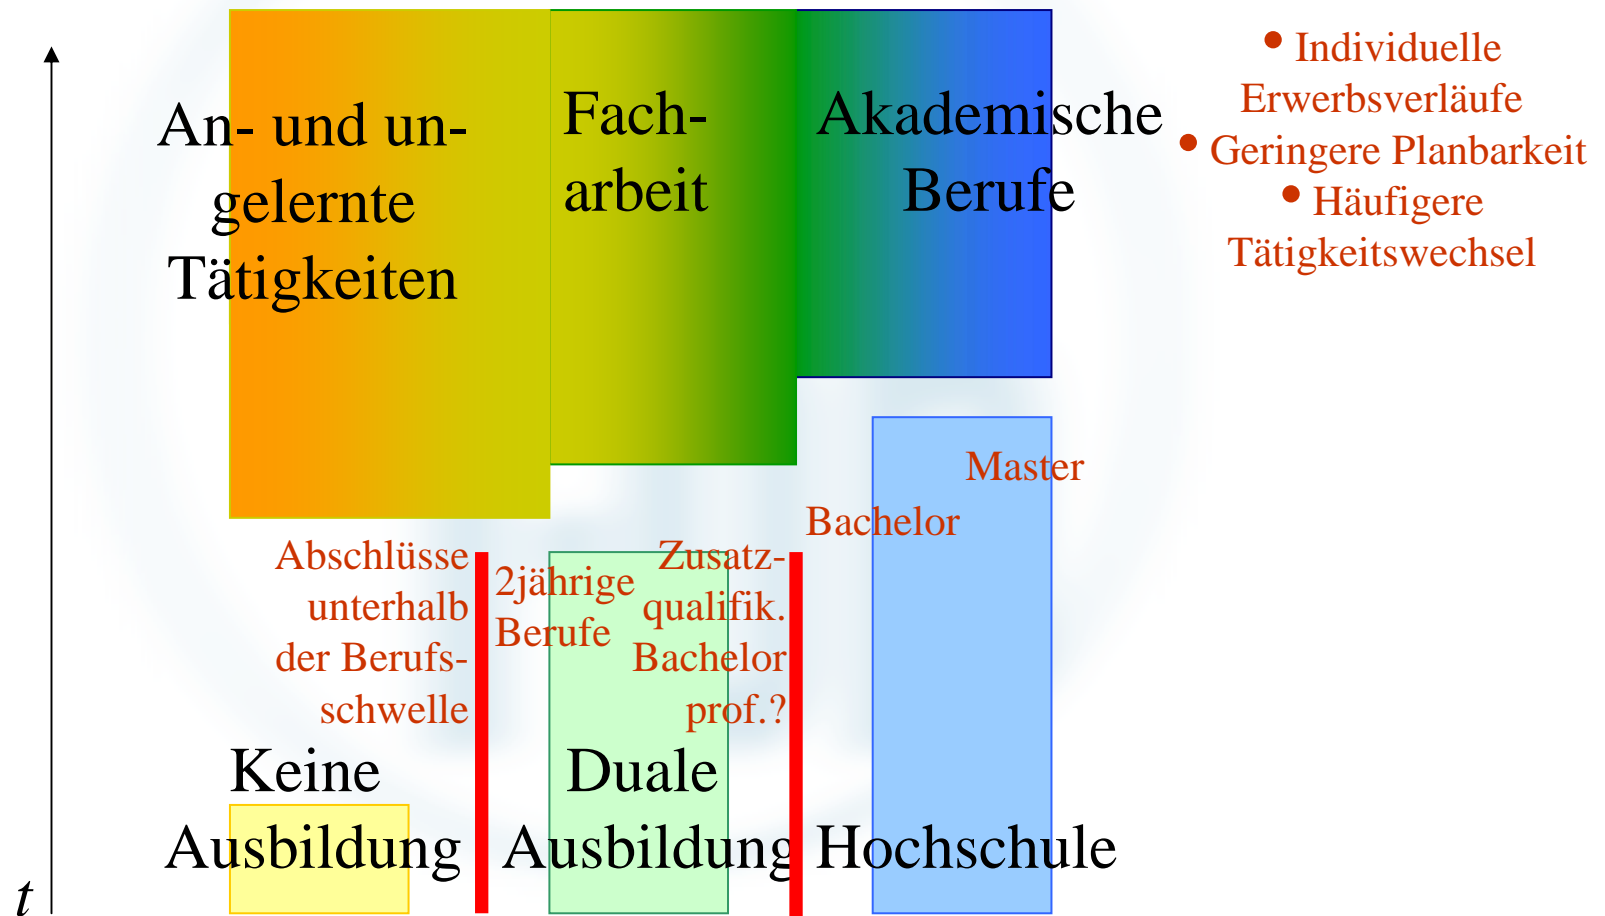 An- und un-
gelernte
Tätigkeiten
Fach-
arbeit
Akademische
Berufe
• Individuelle
Erwerbsverläufe
• Geringere Planbarkeit
• Häufigere
Tätigkeitswechsel
Master
Bachelor
Abschlüsse
unterhalb
der Berufs-
schwelle
2jährige
Berufe
Zusatz-
qualifik.
Bachelor
prof.?
Keine
Ausbildung
Duale
Ausbildung
Hochschule
t